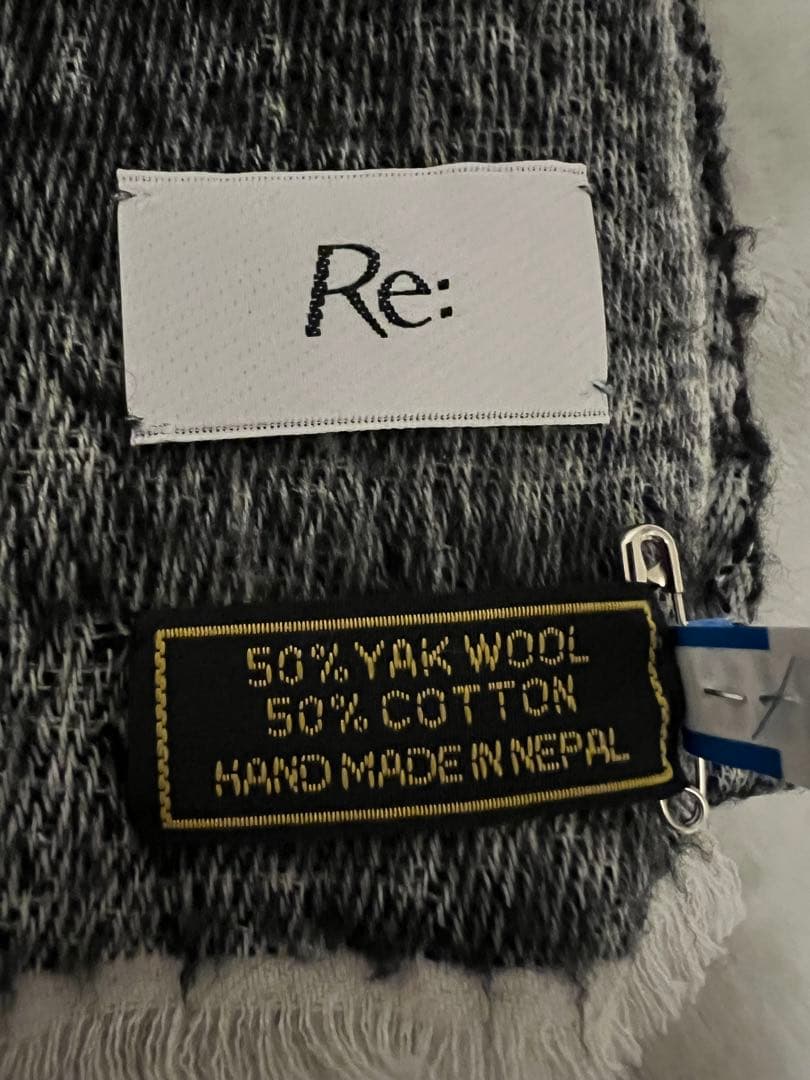 Re:
50% YAK WOOL
50% COTTON
HAND MADE IN NEPAL